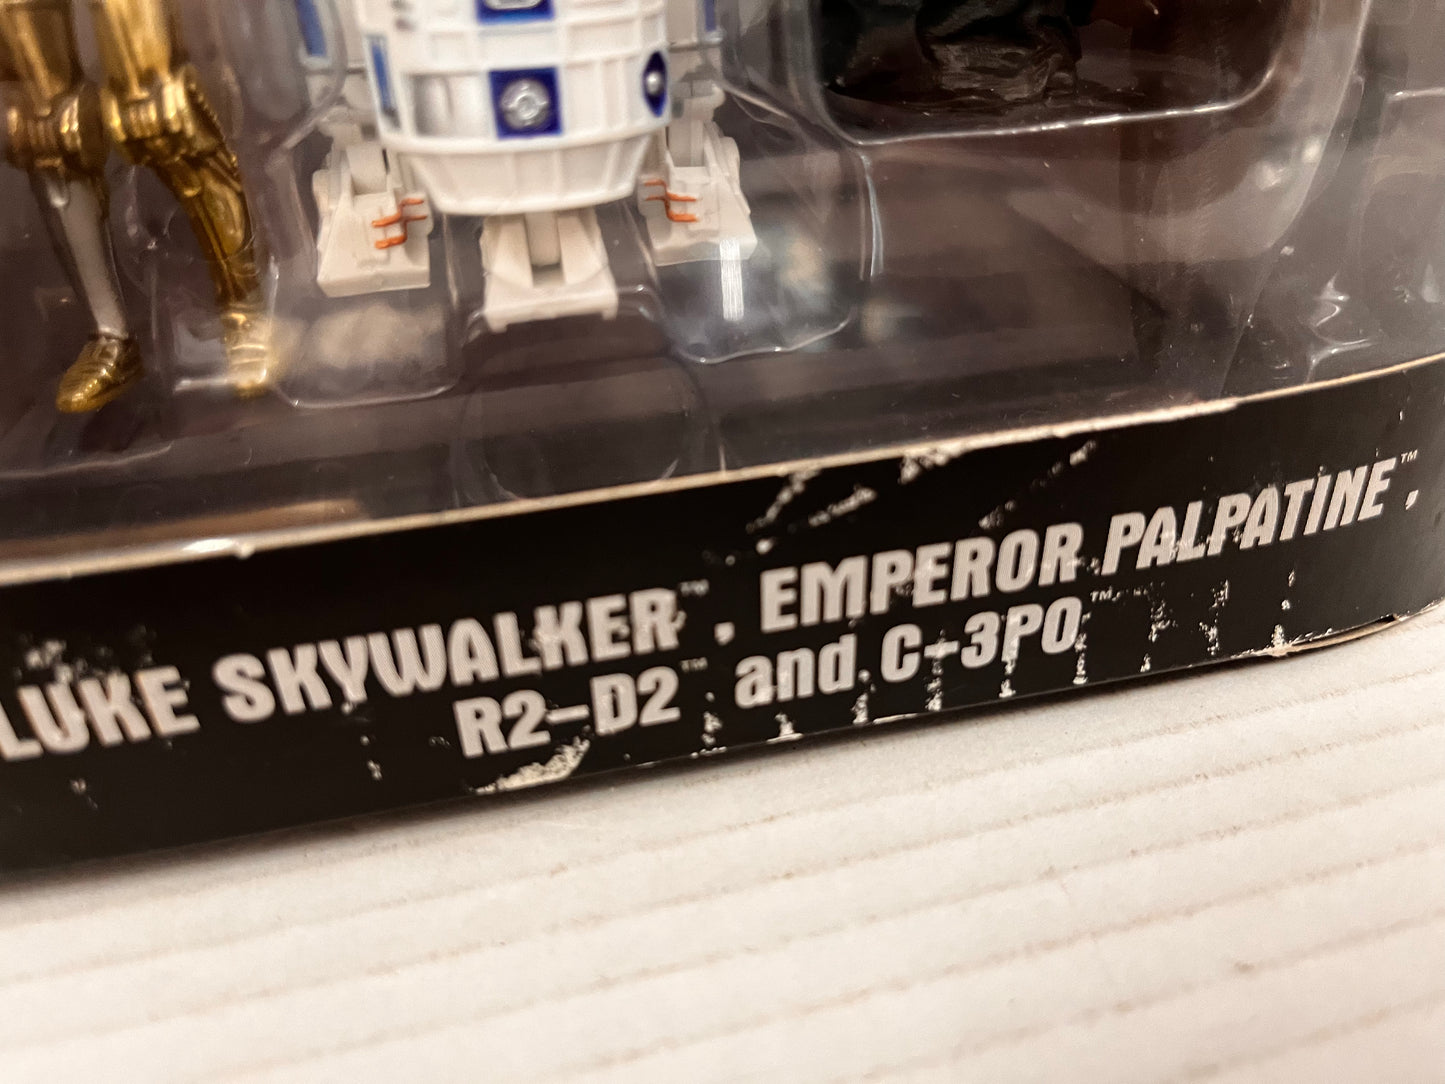 LUKE SKYWALKER™, EMPEROR PALPATINE™,
R2-D2™ and C-3PO™